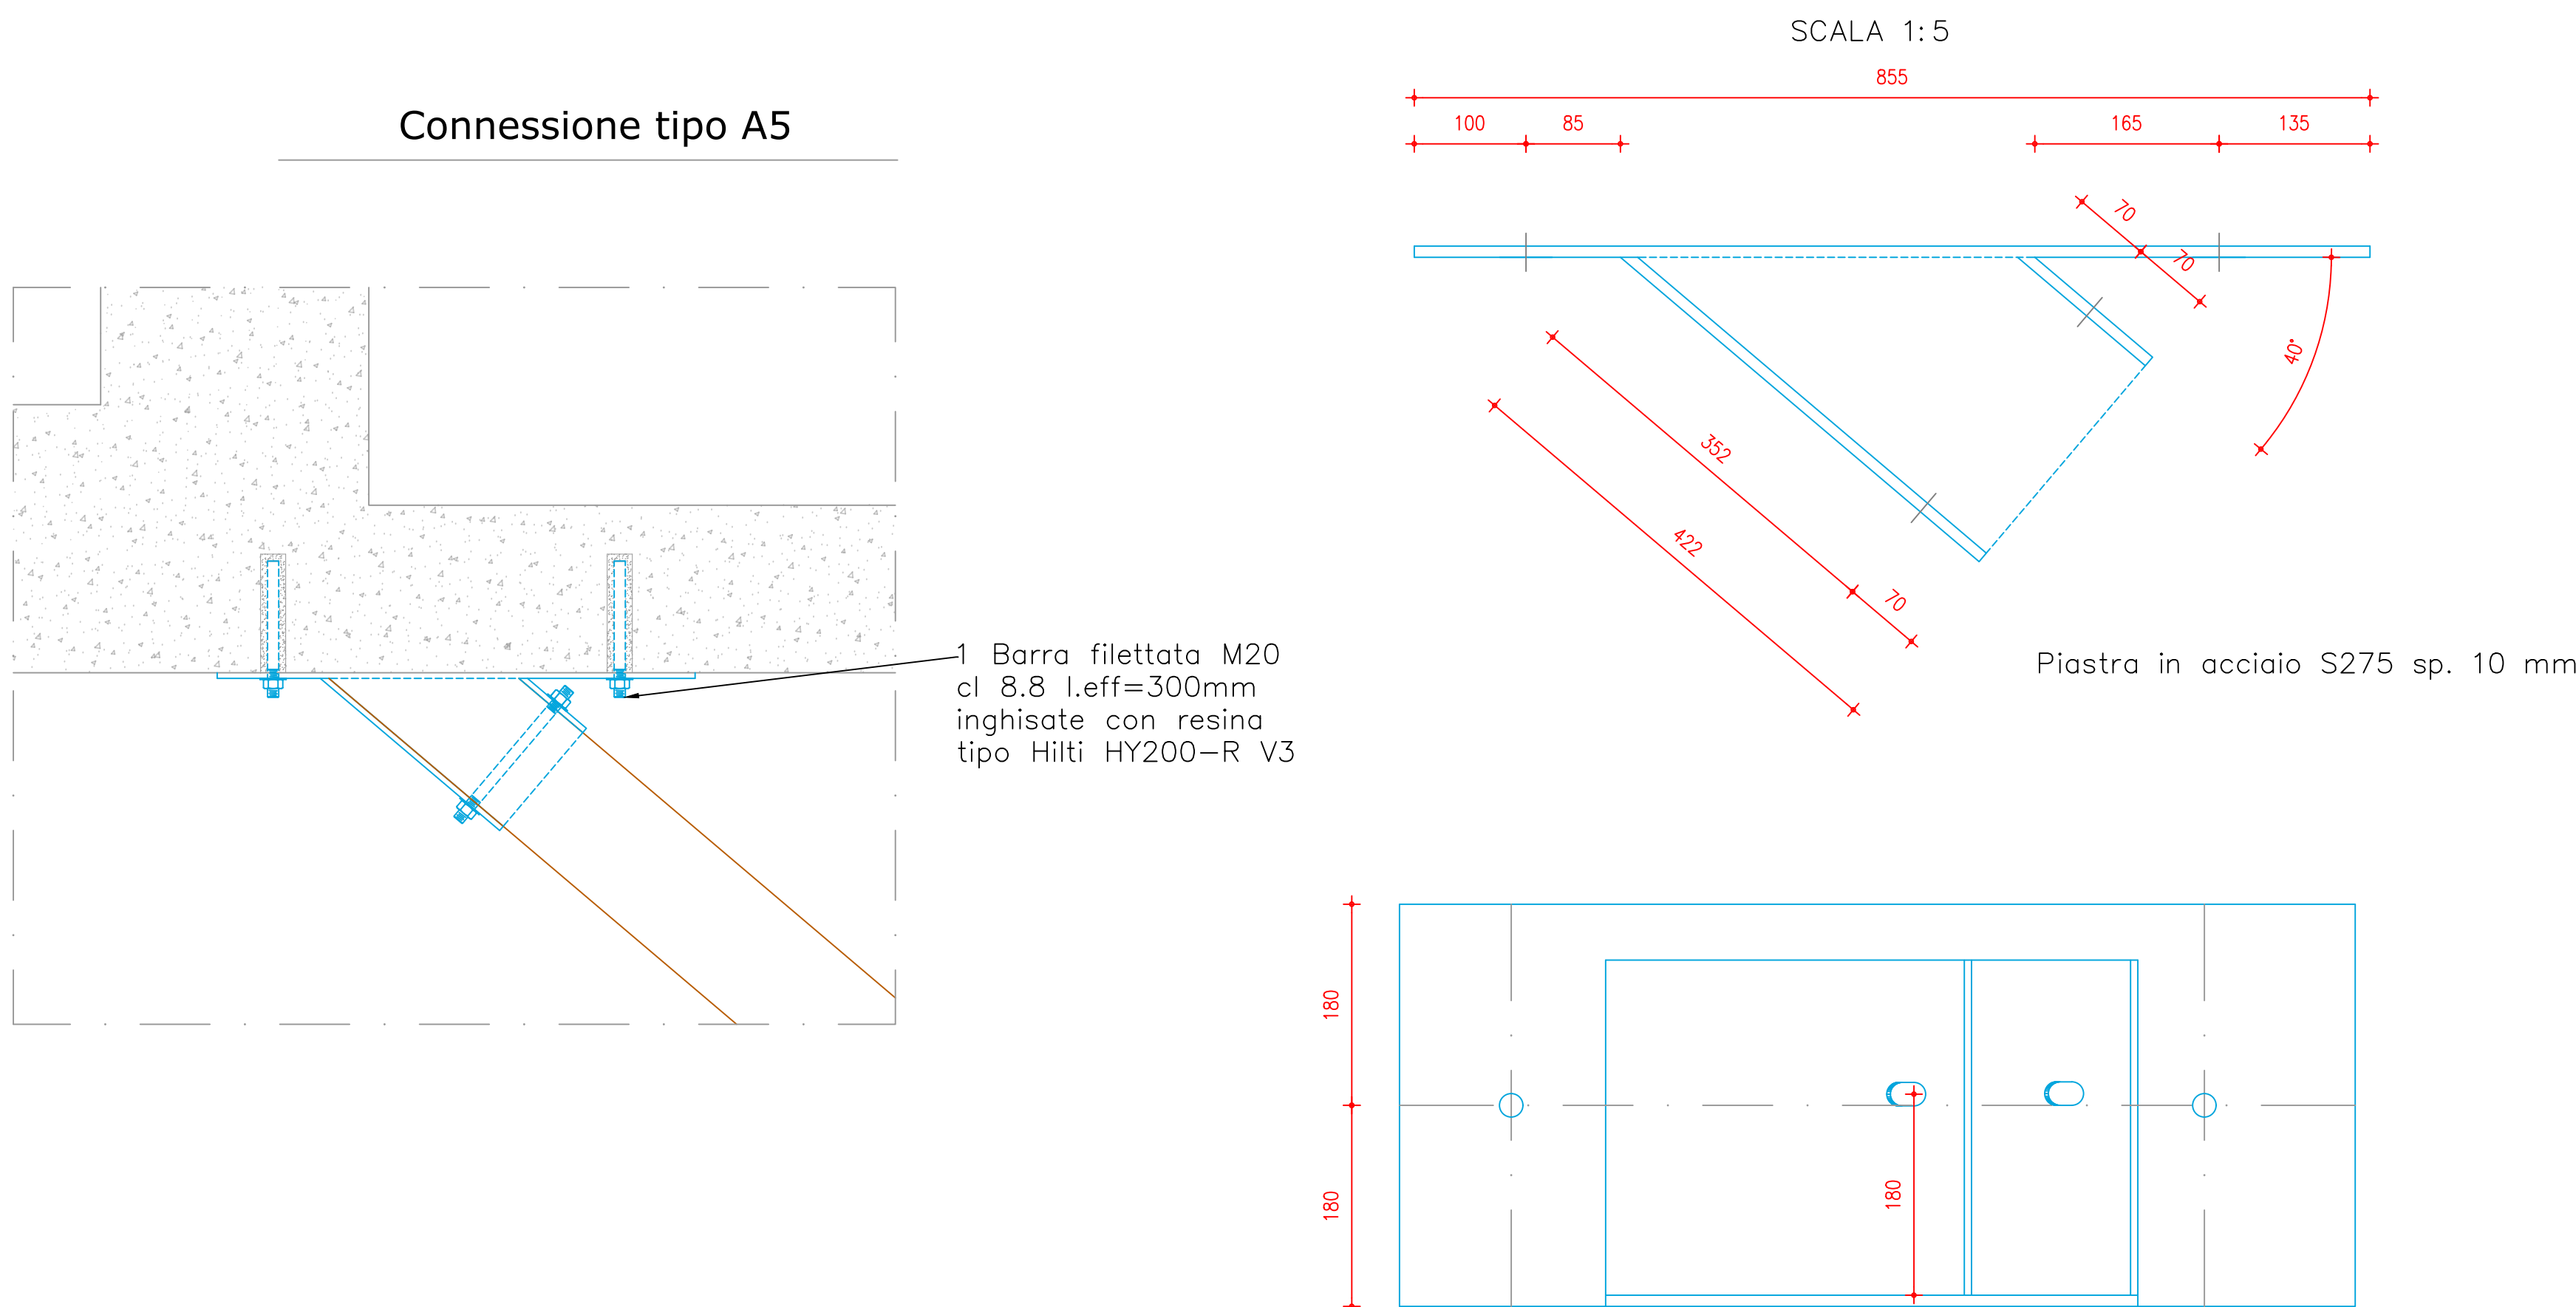 SCALA 1:5
Connessione tipo A5
855
100
85
165
135
70
70
40°
352
422
70
1 Barra filettata M20
cl 8.8 l.eff=300mm
inghisate con resina
tipo Hilti HY200-R V3
Piastra in acciaio S275 sp. 10 mm
180
180
180